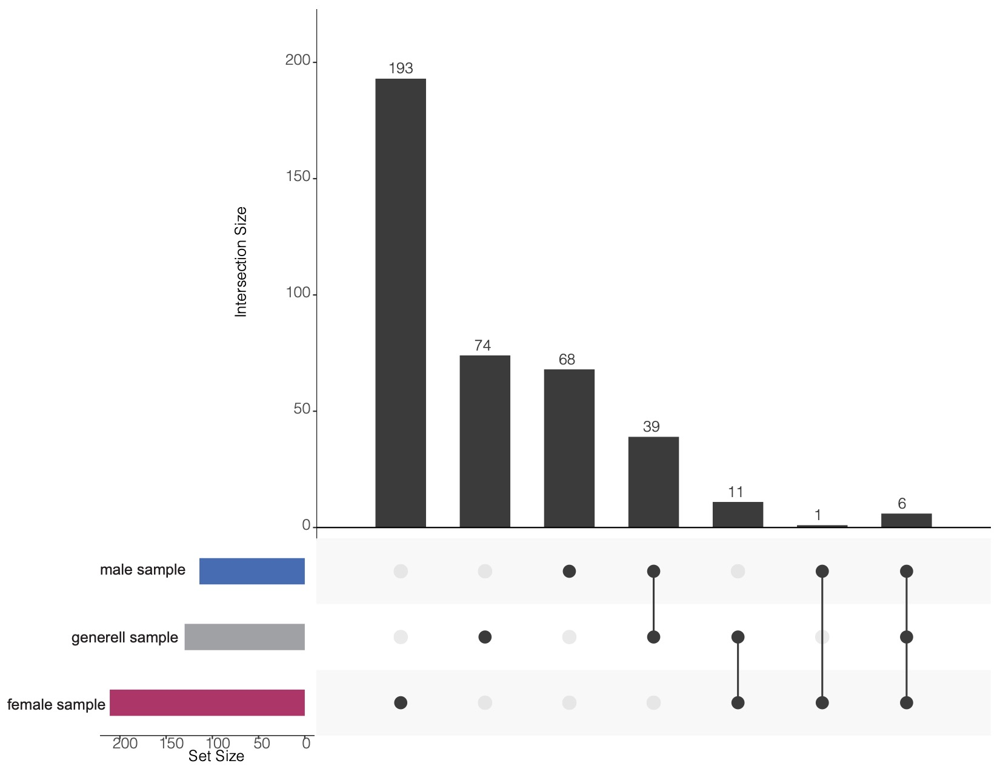 200
193
150
Intersection Size
100
74
68
50
39
11
1
6
0
male sample
generell sample
female sample
200 150 100 50 0
Set Size